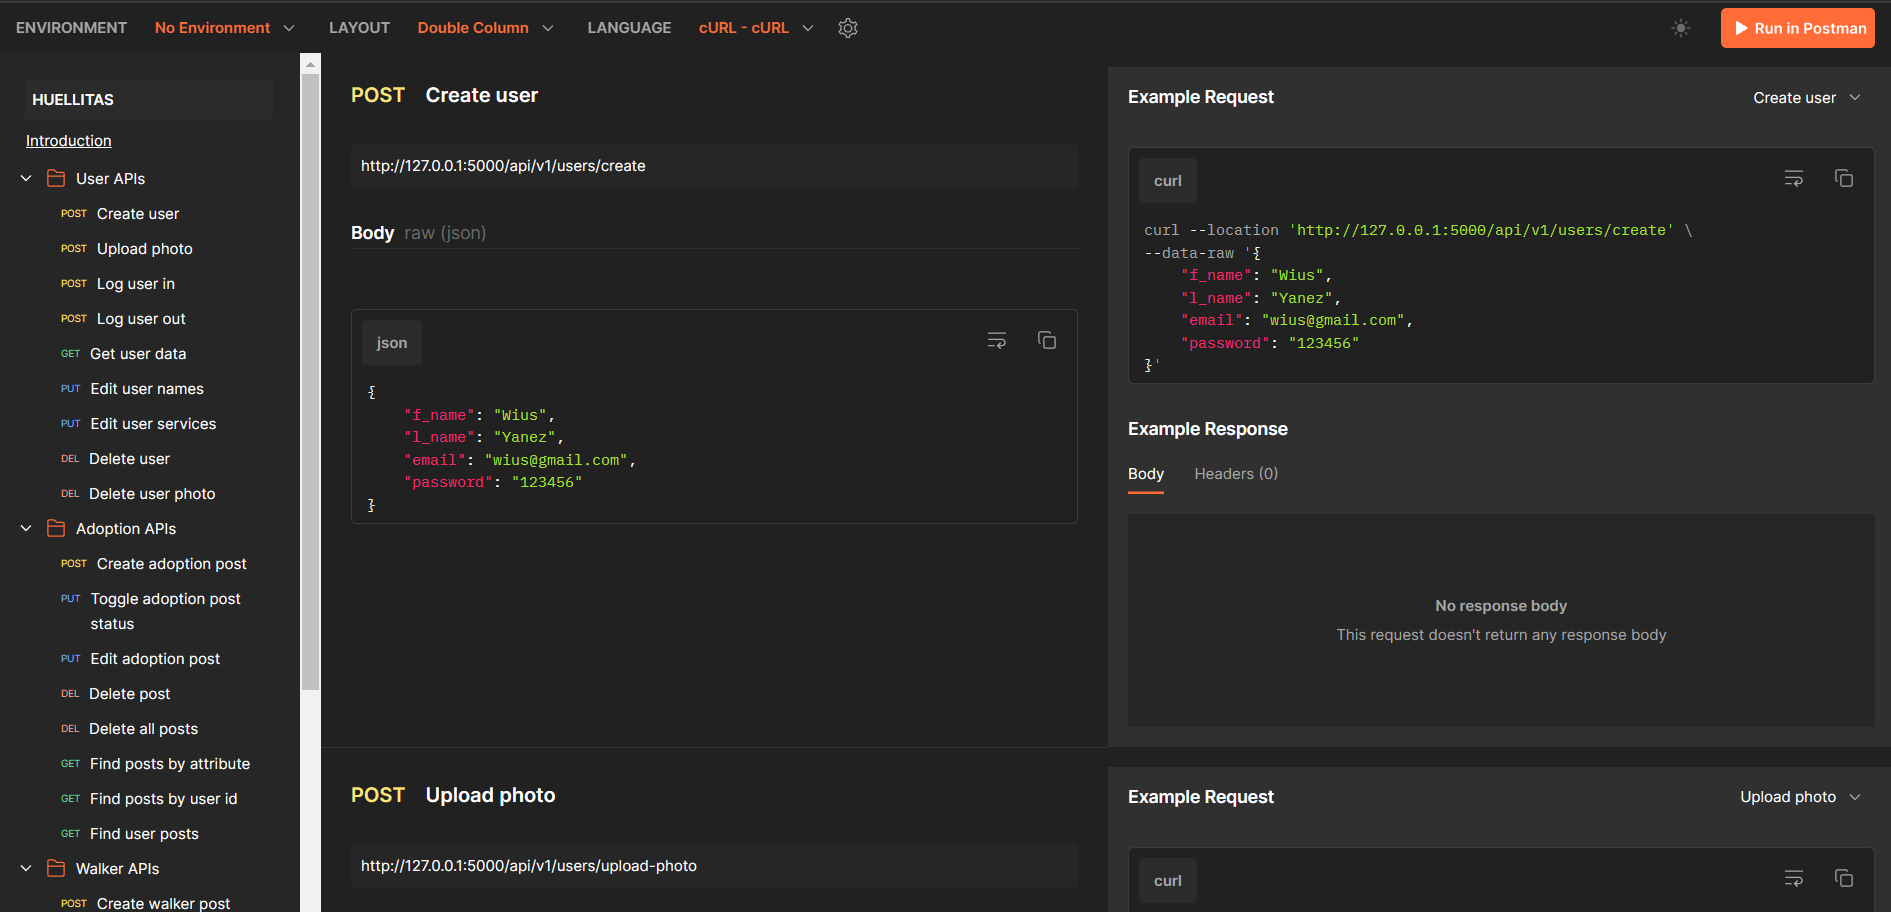 ENVIRONMENT No Environment LAYOUT Double Column LANGUAGE cURL - cURL Run in Postman
HUELLITAS
Introduction
User APIs
POST Create user
POST Upload photo
POST Log user in
POST Log user out
GET Get user data
PUT Edit user names
PUT Edit user services
DEL Delete user
DEL Delete user photo
Adoption APIs
POST Create adoption post
PUT Toggle adoption post
status
PUT Edit adoption post
DEL Delete post
DEL Delete all posts
GET Find posts by attribute
GET Find posts by user id
GET Find user posts
Walker APIs
POST Create walker post
POST Create user
http://127.0.0.1:5000/api/v1/users/create
Body raw (json)
json
{
    "f_name": "Wius",
    "l_name": "Yanez",
    "email": "wius@gmail.com",
    "password": "123456"
}
Example Request Create user
curl
curl --location 'http://127.0.0.1:5000/api/v1/users/create' \
--data-raw '{
    "f_name": "Wius",
    "l_name": "Yanez",
    "email": "wius@gmail.com",
    "password": "123456"
}'
Example Response
Body Headers (0)
No response body
This request doesn't return any response body
POST Upload photo
http://127.0.0.1:5000/api/v1/users/upload-photo
Example Request Upload photo
curl